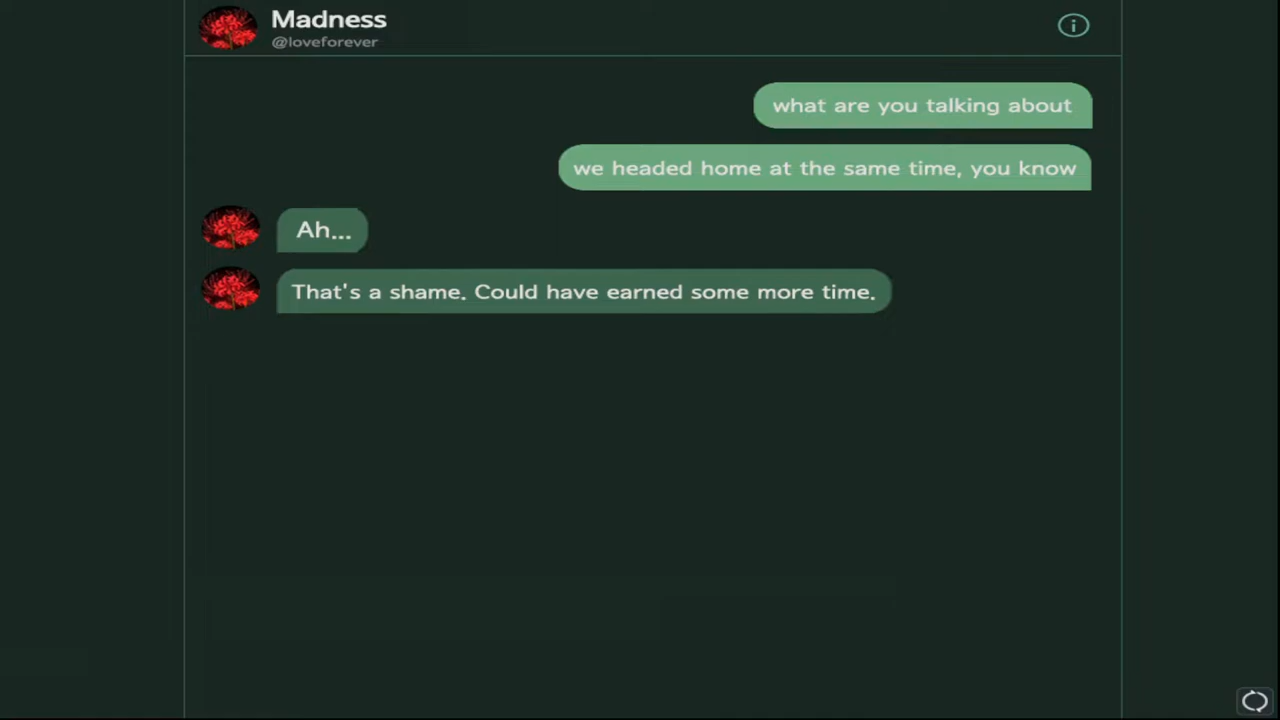 Madness
@loveforever
what are you talking about
we headed home at the same time, you know
Ah...
That's a shame. Could have earned some more time.